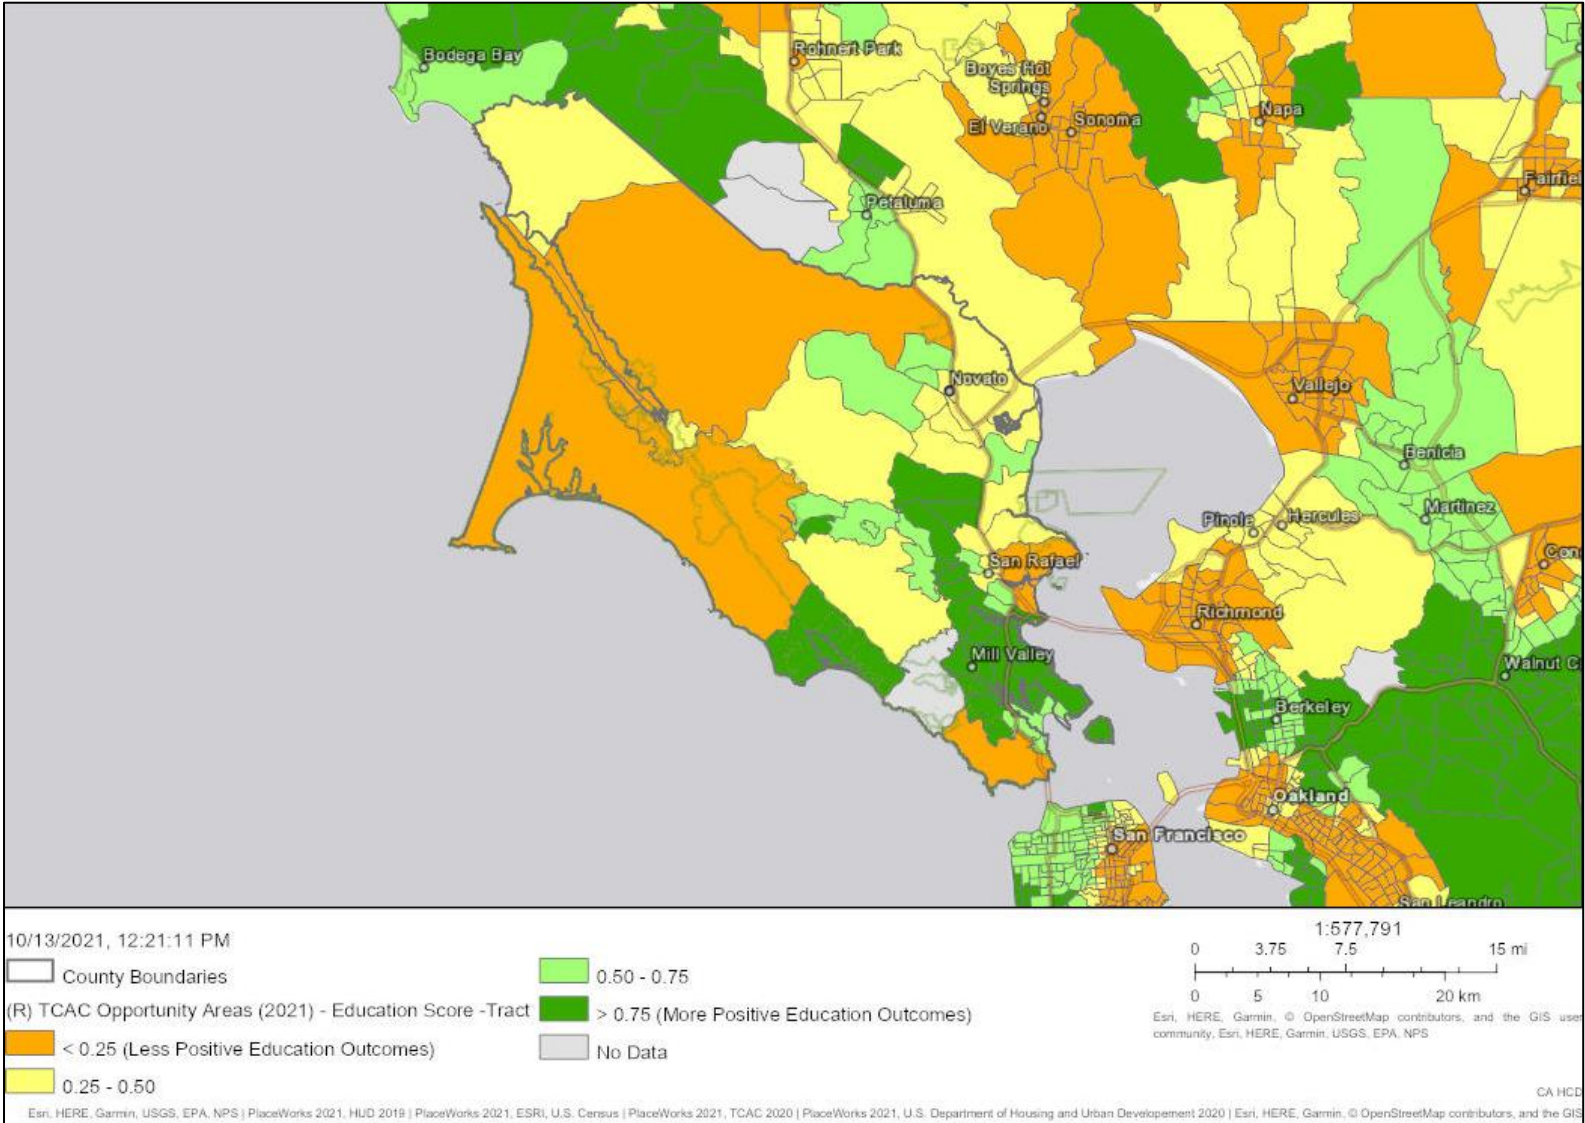 Bodega Bay
Rohnert Park
Boyes Hot
Springs
El Verano
Sonoma
Napa
Fairfiel
Petaluma
Novato
Vallejo
Benicia
Martinez
Pinole
Hercules
San Rafael
Con
Richmond
Mill Valley
Walnut C
Berkeley
Oakland
San Francisco
San Leandro
10/13/2021, 12:21:11 PM
County Boundaries
(R) TCAC Opportunity Areas (2021) - Education Score -Tract
< 0.25 (Less Positive Education Outcomes)
0.25 - 0.50
0.50 - 0.75
> 0.75 (More Positive Education Outcomes)
No Data
1:577,791
0 3.75 7.5 15 mi
0 5 10 20 km
Esri, HERE, Garmin, © OpenStreetMap contributors, and the GIS user
community, Esri, HERE, Garmin, USGS, EPA, NPS
CA HCD
Esri, HERE, Garmin, USGS, EPA, NPS | PlaceWorks 2021, HUD 2019 | PlaceWorks 2021, ESRI, U.S. Census | PlaceWorks 2021, TCAC 2020 | PlaceWorks 2021, U.S. Department of Housing and Urban Developement 2020 | Esri, HERE, Garmin, © OpenStreetMap contributors, and the GIS